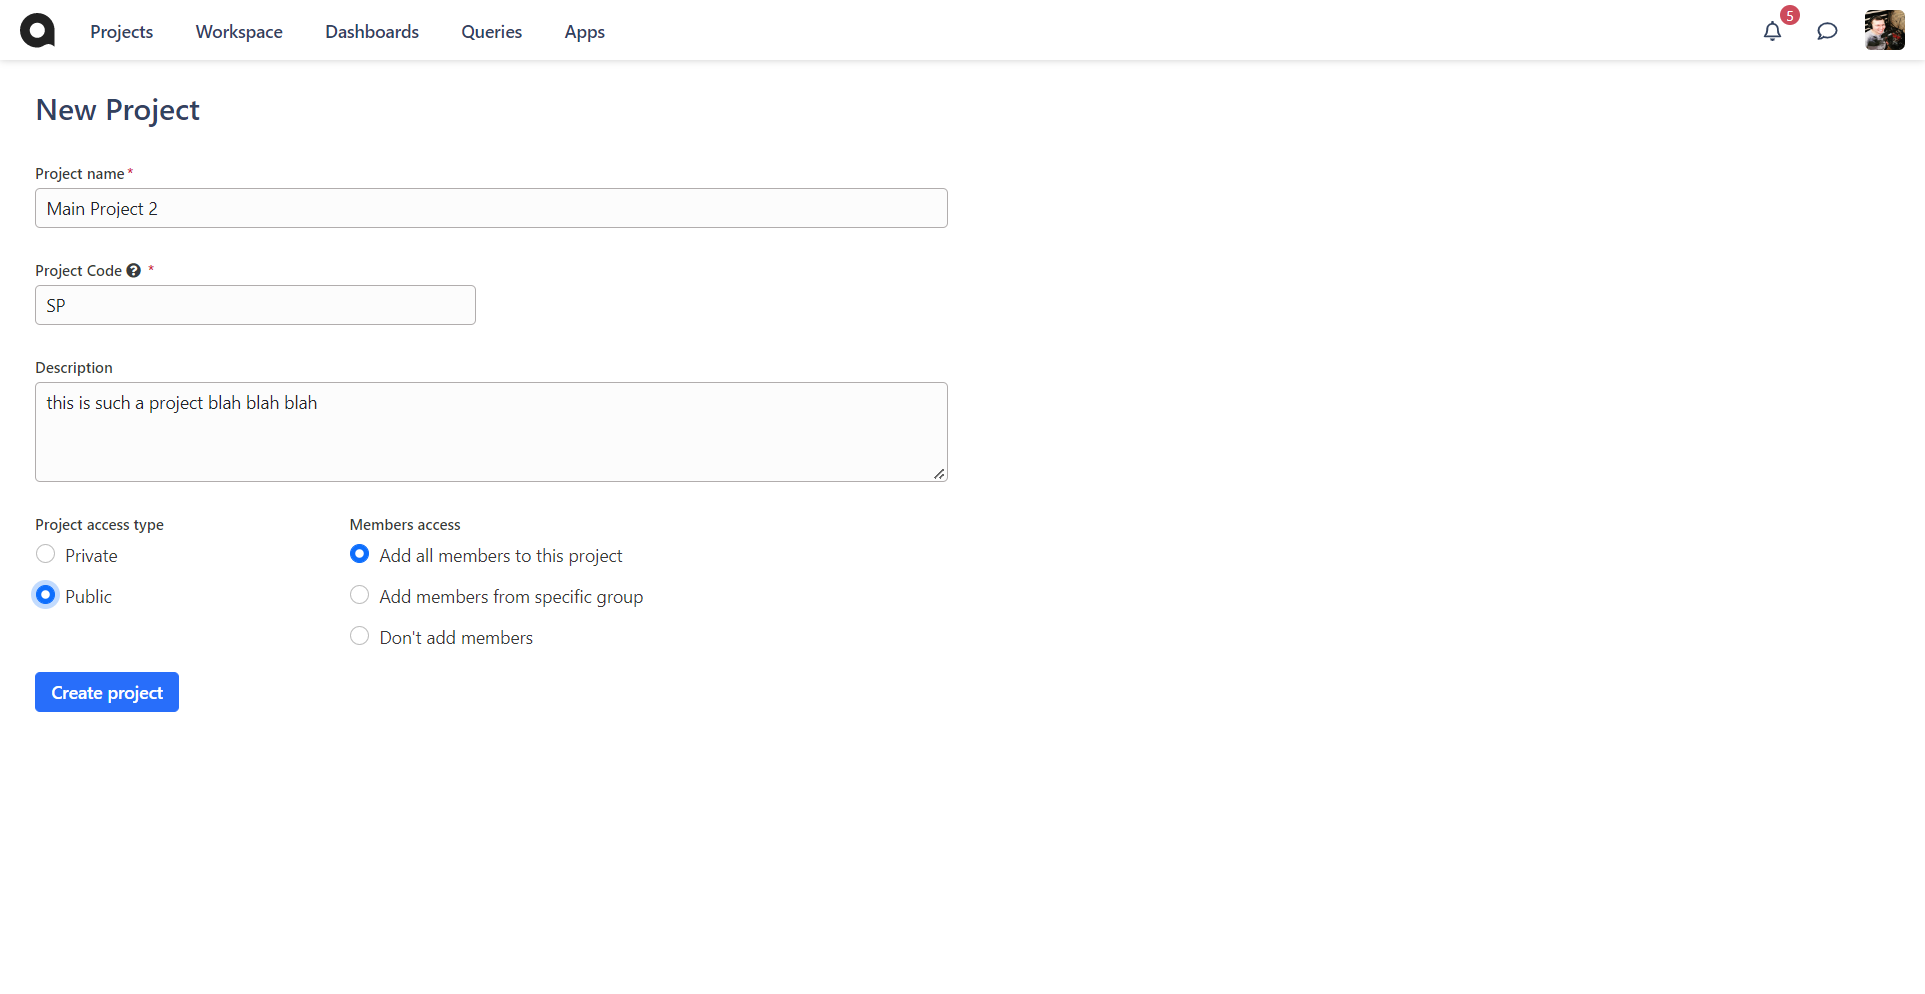 Projects Workspace Dashboards Queries Apps 5
New Project
Project name*
Main Project 2
Project Code ? *
SP
Description
this is such a project blah blah blah
Project access type
Private
Public
Members access
Add all members to this project
Add members from specific group
Don't add members
Create project